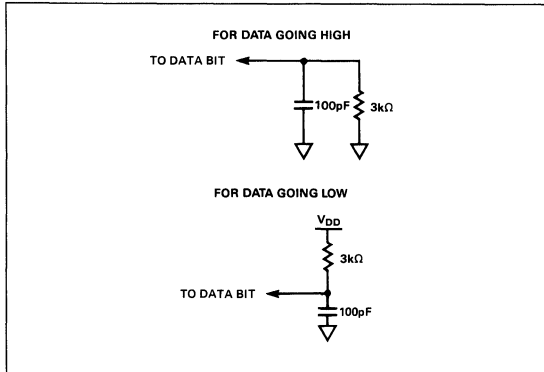 FOR DATA GOING HIGH
TO DATA BIT
100pF
3kΩ
FOR DATA GOING LOW
VDD
3kΩ
TO DATA BIT
100pF